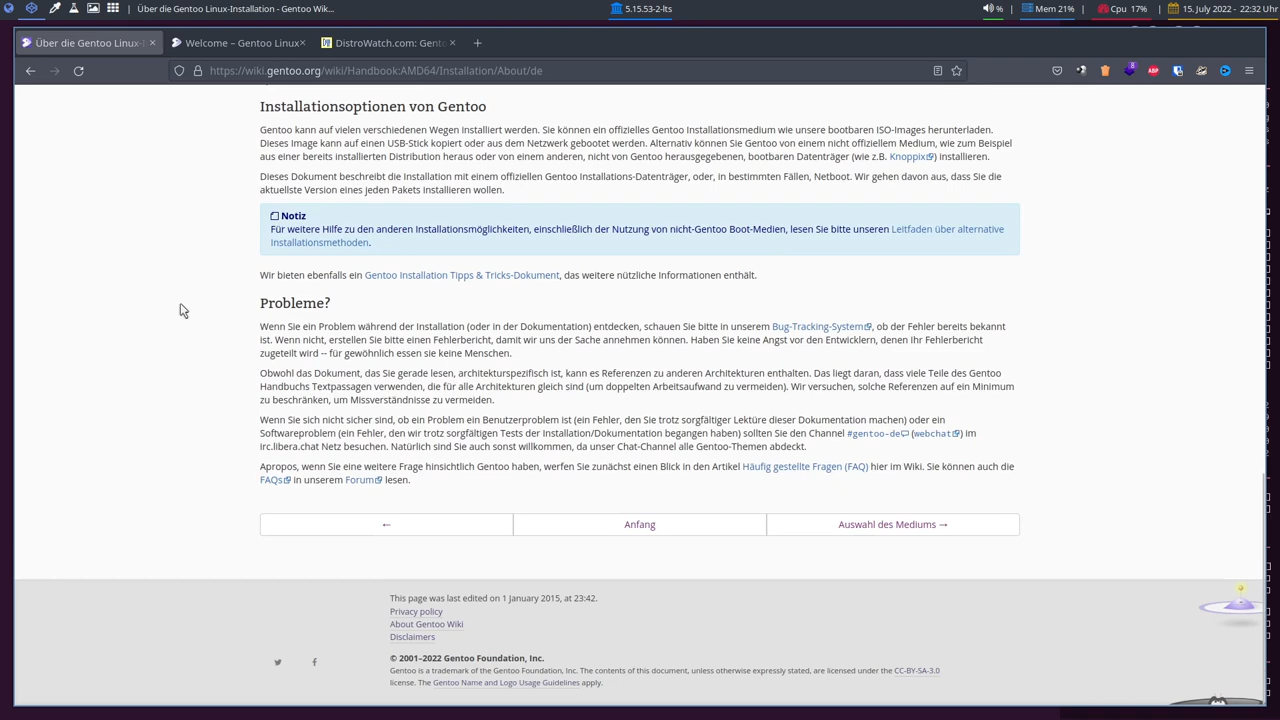 Über die Gentoo Linux-Installation - Gentoo Wik...
5.15.53-2-lts
%
Mem 21%
Cpu 17%
15. July 2022 - 22:32 Uhr
Über die Gentoo Linux-I
Welcome – Gentoo Linux
DistroWatch.com: Gento
https://wiki.gentoo.org/wiki/Handbook:AMD64/Installation/About/de
8
ABP
Installationsoptionen von Gentoo
Gentoo kann auf vielen verschiedenen Wegen installiert werden. Sie können ein offizielles Gentoo Installationsmedium wie unsere bootbaren ISO-Images herunterladen.
Dieses Image kann auf einen USB-Stick kopiert oder aus dem Netzwerk gebootet werden. Alternativ können Sie Gentoo von einem nicht offiziellem Medium, wie zum Beispiel
aus einer bereits installierten Distribution heraus oder von einem anderen, nicht von Gentoo herausgegebenen, bootbaren Datenträger (wie z.B. Knoppix) installieren.
Dieses Dokument beschreibt die Installation mit einem offiziellen Gentoo Installations-Datenträger, oder, in bestimmten Fällen, Netboot. Wir gehen davon aus, dass Sie die
aktuellste Version eines jeden Pakets installieren wollen.
Notiz
Für weitere Hilfe zu den anderen Installationsmöglichkeiten, einschließlich der Nutzung von nicht-Gentoo Boot-Medien, lesen Sie bitte unseren Leitfaden über alternative
Installationsmethoden.
Wir bieten ebenfalls ein Gentoo Installation Tipps & Tricks-Dokument, das weitere nützliche Informationen enthält.
Probleme?
Wenn Sie ein Problem während der Installation (oder in der Dokumentation) entdecken, schauen Sie bitte in unserem Bug-Tracking-System, ob der Fehler bereits bekannt
ist. Wenn nicht, erstellen Sie bitte einen Fehlerbericht, damit wir uns der Sache annehmen können. Haben Sie keine Angst vor den Entwicklern, denen Ihr Fehlerbericht
zugeteilt wird -- für gewöhnlich essen sie keine Menschen.
Obwohl das Dokument, das Sie gerade lesen, architekturspezifisch ist, kann es Referenzen zu anderen Architekturen enthalten. Das liegt daran, dass viele Teile des Gentoo
Handbuchs Textpassagen verwenden, die für alle Architekturen gleich sind (um doppelten Arbeitsaufwand zu vermeiden). Wir versuchen, solche Referenzen auf ein Minimum
zu beschränken, um Missverständnisse zu vermeiden.
Wenn Sie sich nicht sicher sind, ob ein Problem ein Benutzerproblem ist (ein Fehler, den Sie trotz sorgfältiger Lektüre dieser Dokumentation machen) oder ein
Softwareproblem (ein Fehler, den wir trotz sorgfältigen Tests der Installation/Dokumentation begangen haben) sollten Sie den Channel #gentoo-de (webchat) im
irc.libera.chat Netz besuchen. Natürlich sind Sie auch sonst willkommen, da unser Chat-Channel alle Gentoo-Themen abdeckt.
Apropos, wenn Sie eine weitere Frage hinsichtlich Gentoo haben, werfen Sie zunächst einen Blick in den Artikel Häufig gestellte Fragen (FAQ) hier im Wiki. Sie können auch die
FAQs in unserem Forum lesen.
←
Anfang
Auswahl des Mediums →
This page was last edited on 1 January 2015, at 23:42.
Privacy policy
About Gentoo Wiki
Disclaimers
© 2001–2022 Gentoo Foundation, Inc.
Gentoo is a trademark of the Gentoo Foundation, Inc. The contents of this document, unless otherwise expressly stated, are licensed under the CC-BY-SA-3.0
license. The Gentoo Name and Logo Usage Guidelines apply.